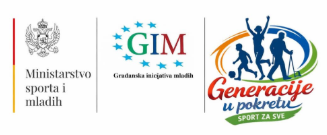 Ministarstvo
sporta i
mladih
GIM
Građanska inicijativa mladih
Generacije
u pokretu
SPORT ZA SVE